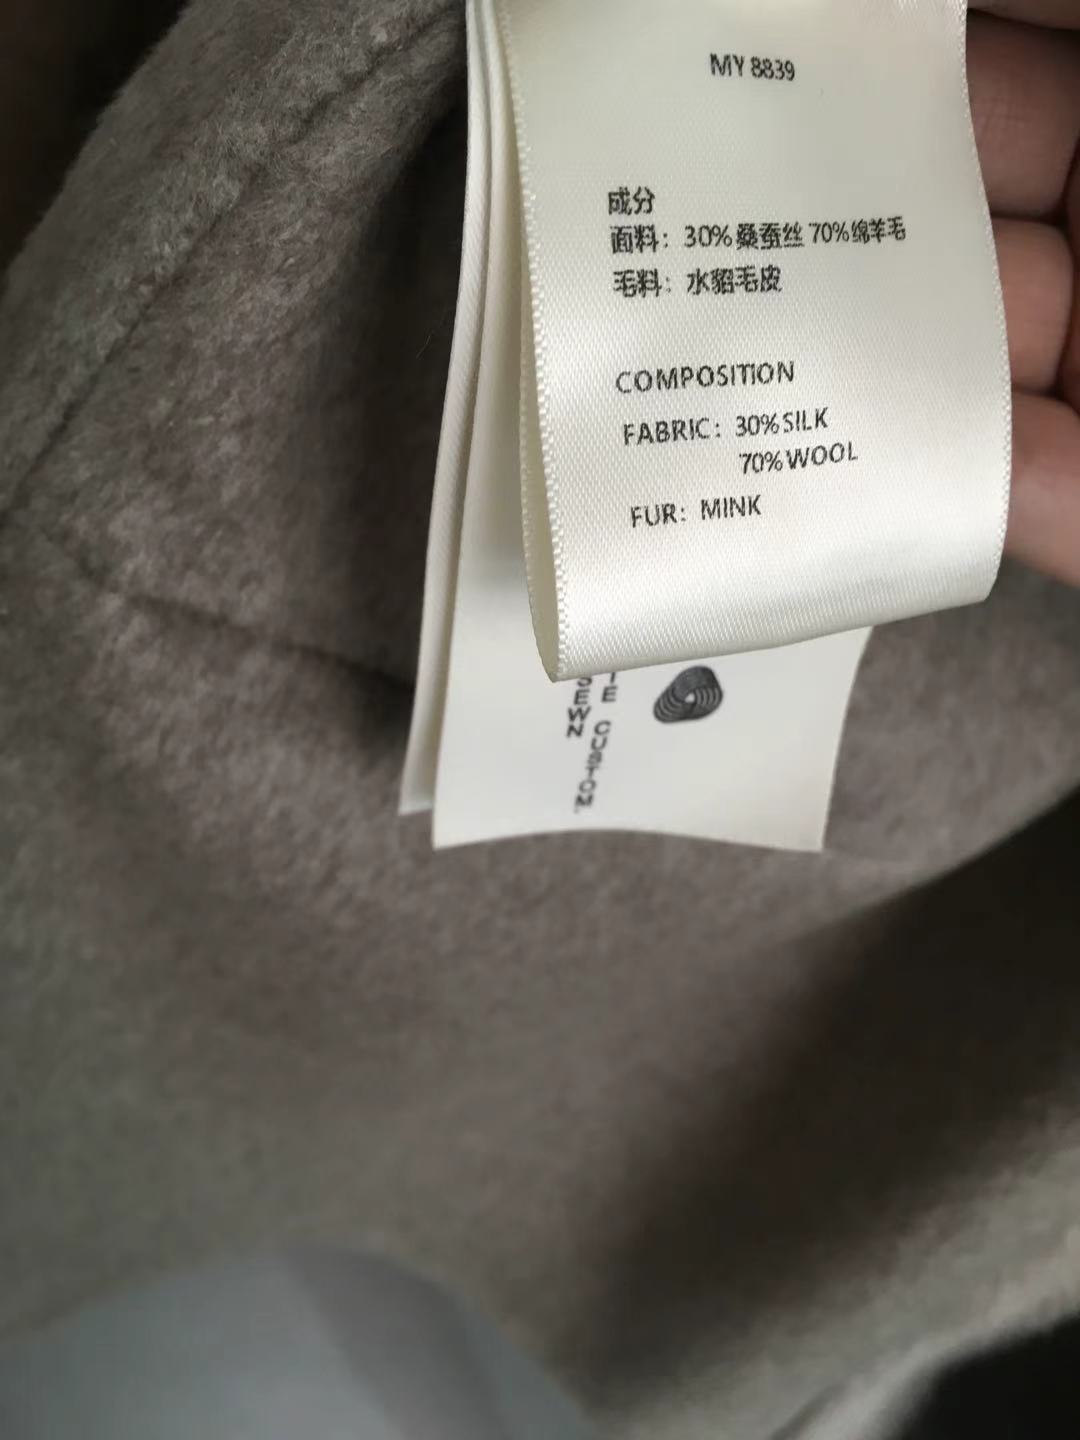 MY 8839
成分
面料：30%桑蚕丝 70%绵羊毛
毛料：水貂毛皮
COMPOSITION
FABRIC：30%SILK
70%WOOL
FUR：MINK
SEWN
CUSTOM